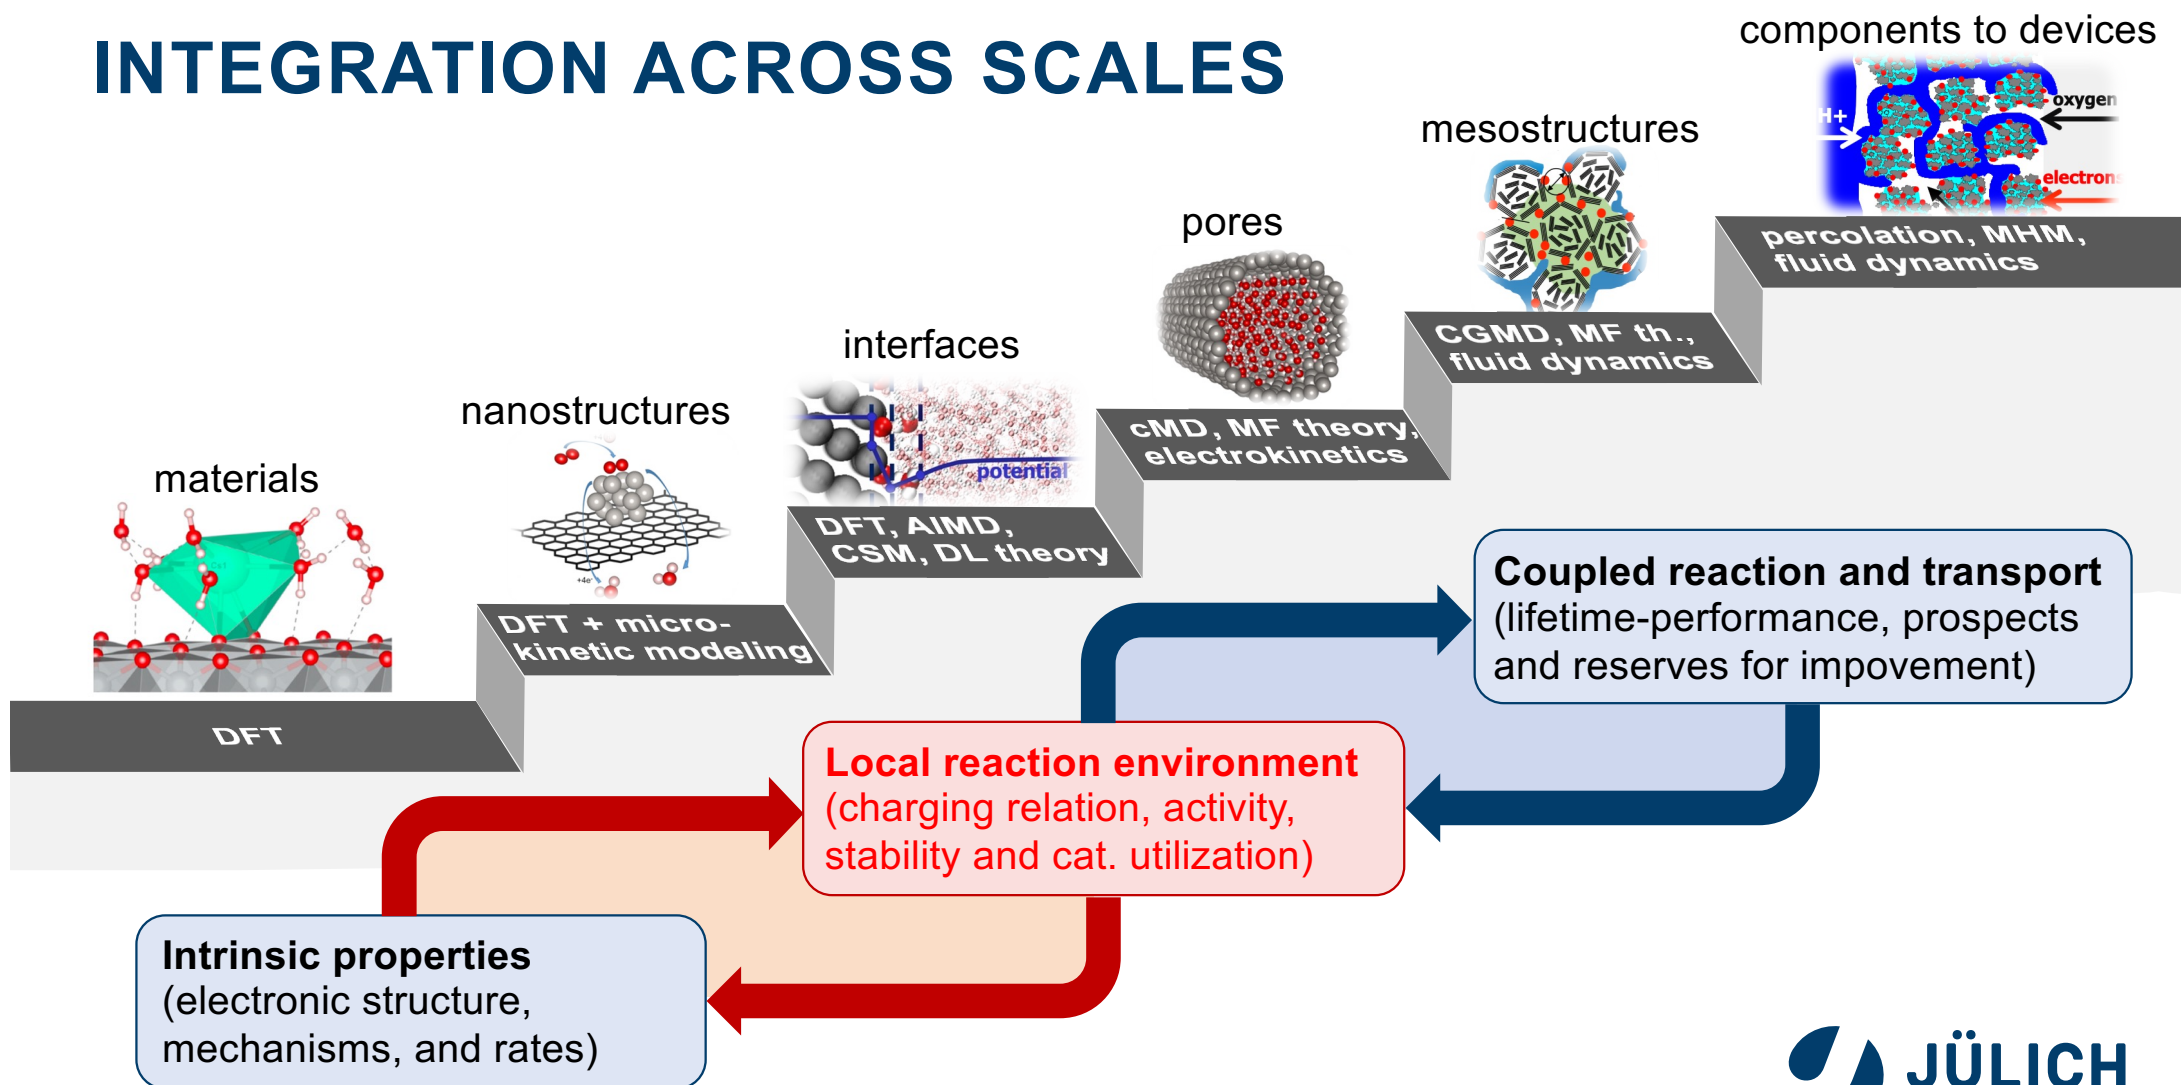 INTEGRATION ACROSS SCALES
components to devices
oxygen
H+
electrons
percolation, MHM,
fluid dynamics
mesostructures
CGMD, MF th.,
fluid dynamics
pores
cMD, MF theory,
electrokinetics
interfaces
potential
DFT, AIMD,
CSM, DL theory
nanostructures
+4e-
DFT + micro-
kinetic modeling
materials
Cs1
DFT
Coupled reaction and transport
(lifetime-performance, prospects
and reserves for impovement)
Local reaction environment
(charging relation, activity,
stability and cat. utilization)
Intrinsic properties
(electronic structure,
mechanisms, and rates)
JÜLICH